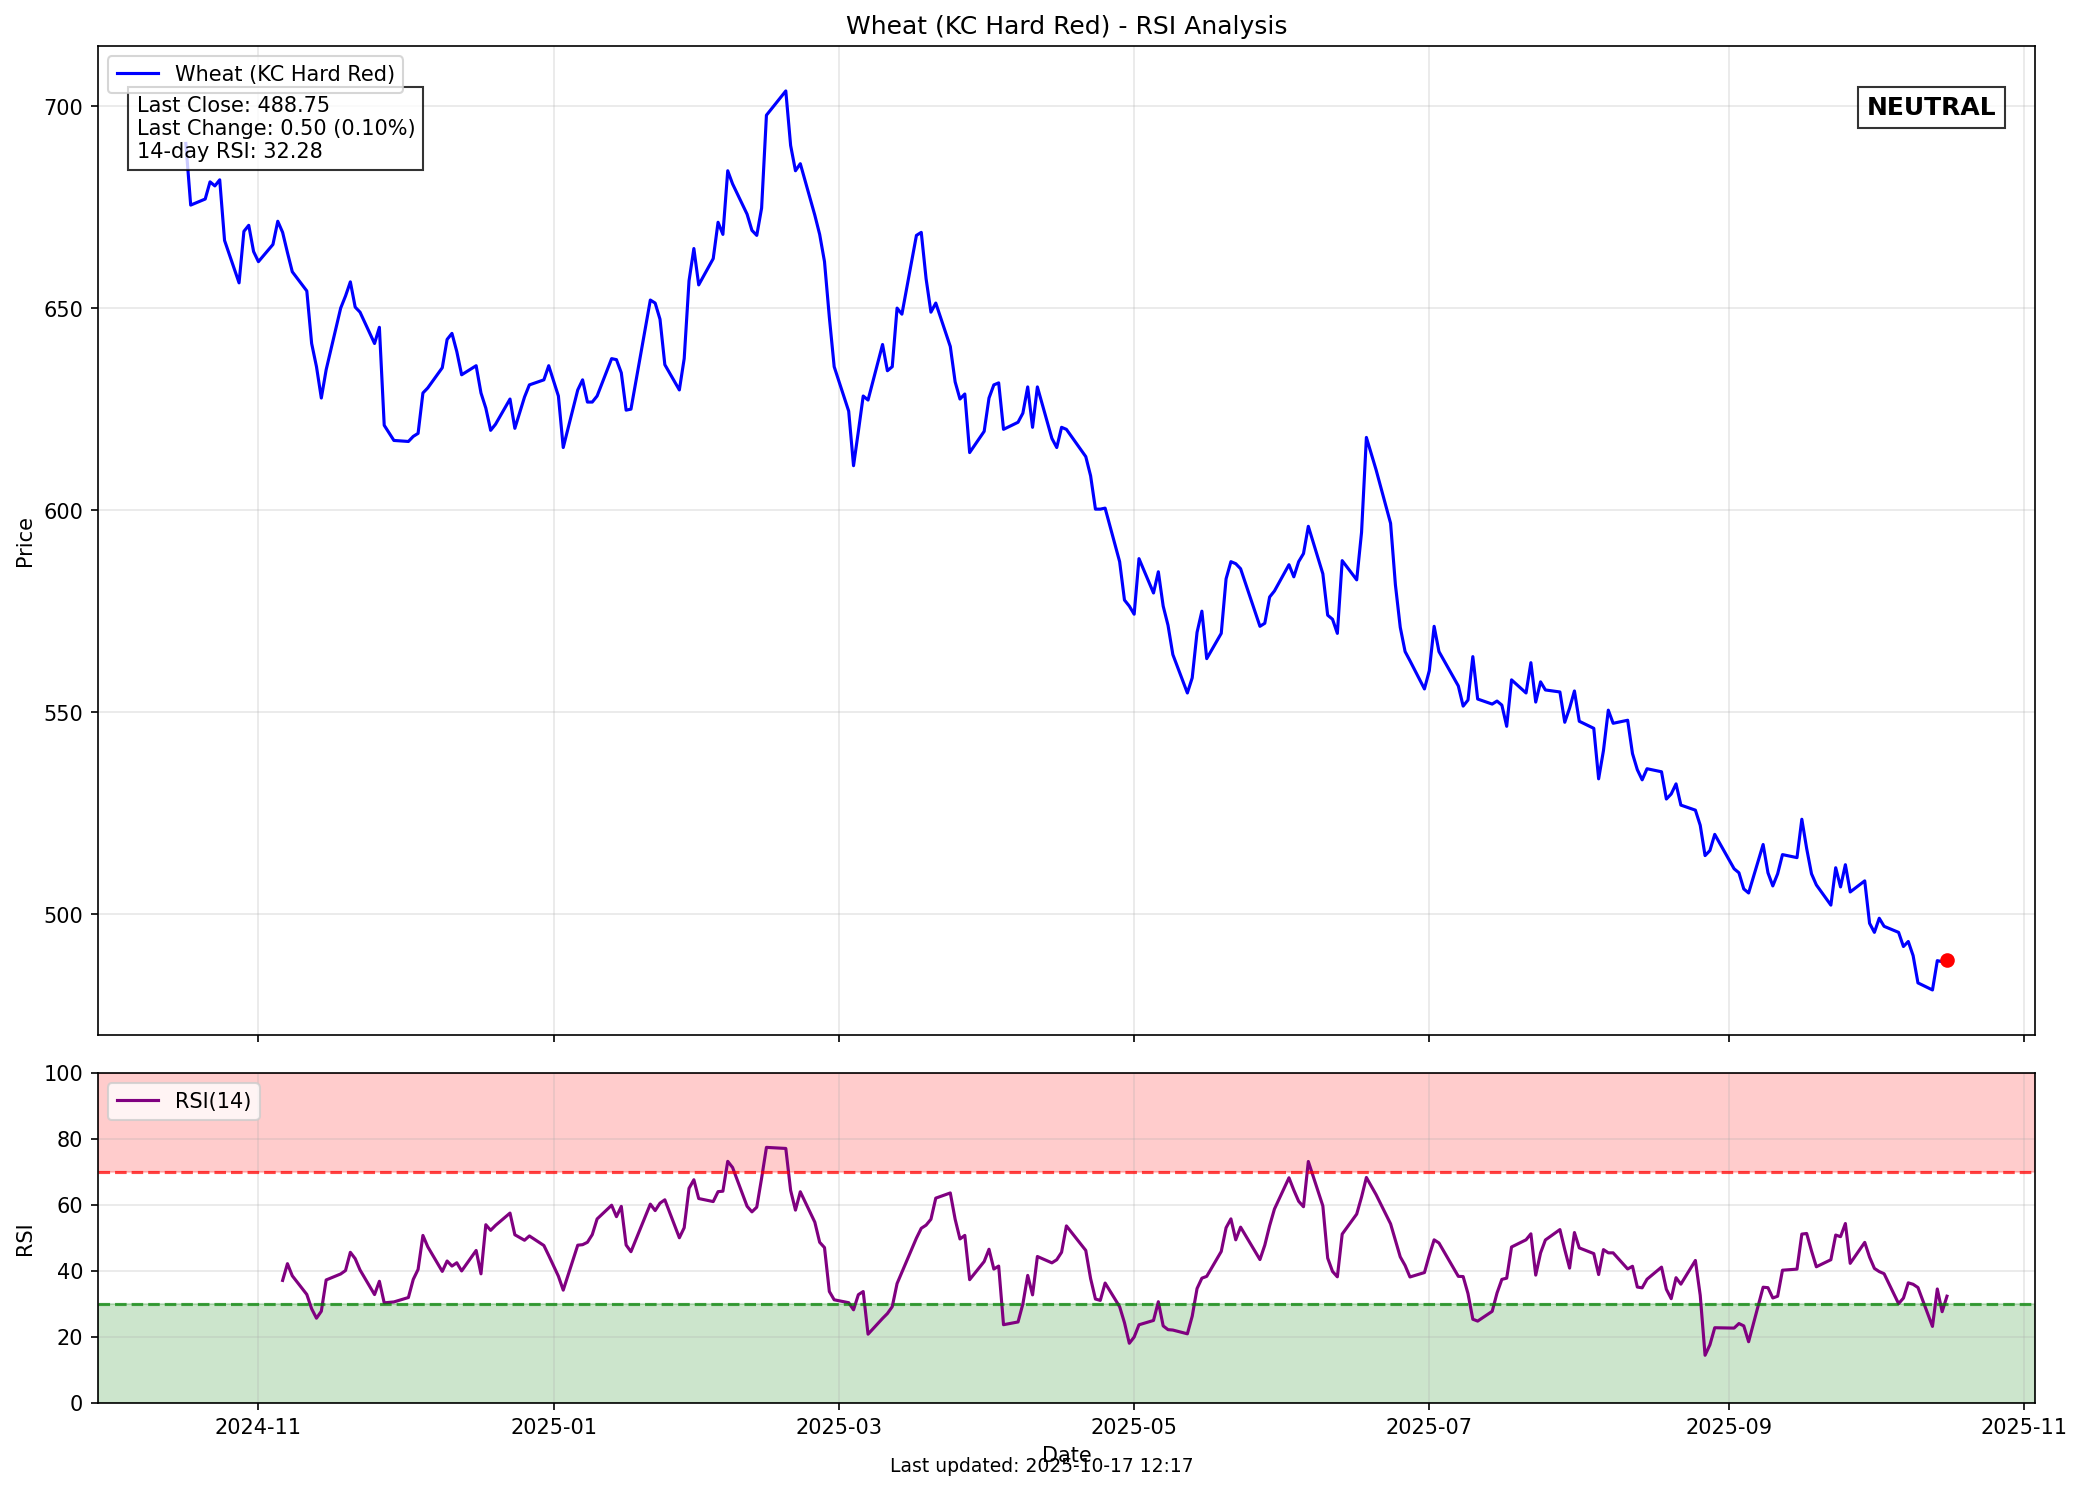 Wheat (KC Hard Red) - RSI Analysis
Wheat (KC Hard Red)
Last Close: 488.75
Last Change: 0.50 (0.10%)
14-day RSI: 32.28
NEUTRAL
Price
700
650
600
550
500
RSI(14)
RSI
100
80
60
40
20
0
2024-11
2025-01
2025-03
2025-05
2025-07
2025-09
2025-11
Date
Last updated: 2025-10-17 12:17